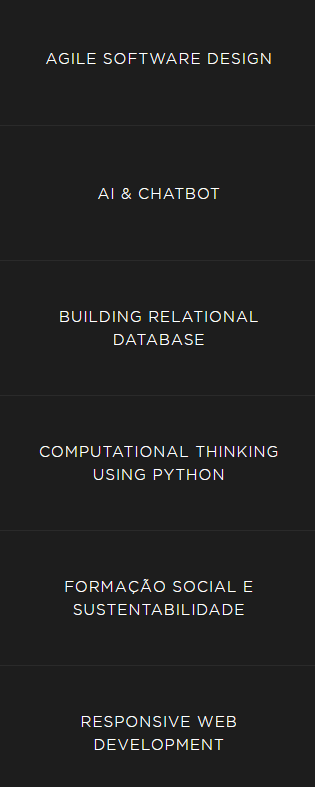 AGILE SOFTWARE DESIGN
AI & CHATBOT
BUILDING RELATIONAL
DATABASE
COMPUTATIONAL THINKING
USING PYTHON
FORMAÇÃO SOCIAL E
SUSTENTABILIDADE
RESPONSIVE WEB
DEVELOPMENT